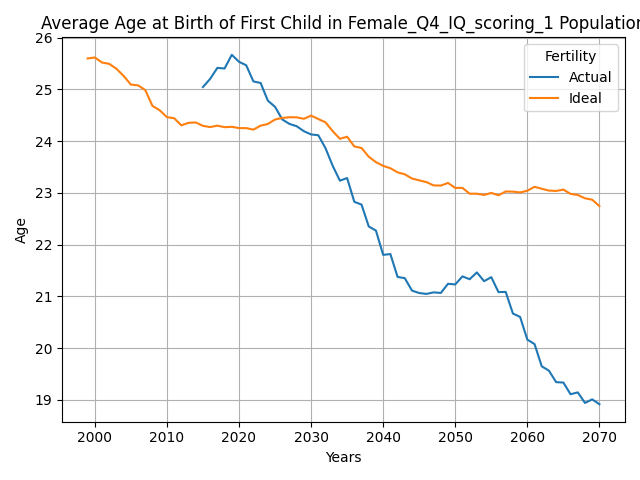 Average Age at Birth of First Child in Female_Q4_IQ_scoring_1 Population
26
25
24
23
22
21
20
19
Age
2000 2010 2020 2030 2040 2050 2060 2070
Years
Fertility
Actual
Ideal